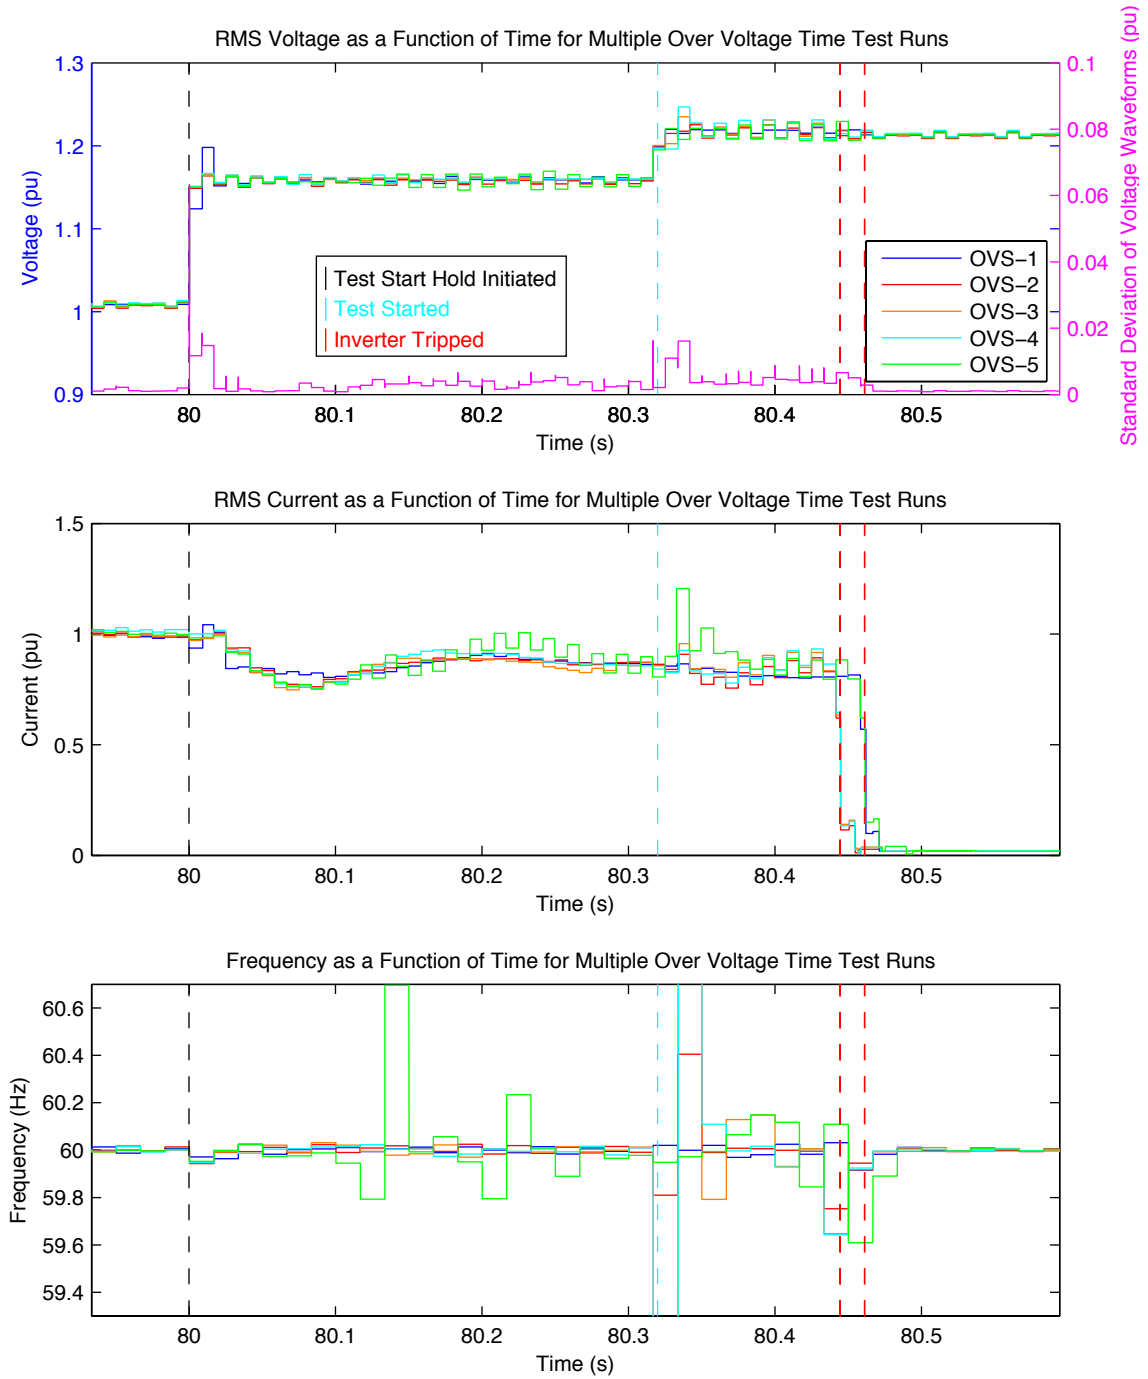 RMS Voltage as a Function of Time for Multiple Over Voltage Time Test Runs
1.3
1.2
1.1
1
0.9
Voltage (pu)
0.1
0.08
0.06
0.04
0.02
0
Standard Deviation of Voltage Waveforms (pu)
Test Start Hold Initiated
Test Started
Inverter Tripped
OVS-1
OVS-2
OVS-3
OVS-4
OVS-5
80 80.1 80.2 80.3 80.4 80.5
Time (s)
RMS Current as a Function of Time for Multiple Over Voltage Time Test Runs
1.5
1
0.5
0
Current (pu)
80 80.1 80.2 80.3 80.4 80.5
Time (s)
Frequency as a Function of Time for Multiple Over Voltage Time Test Runs
60.6
60.4
60.2
60
59.8
59.6
59.4
Frequency (Hz)
80 80.1 80.2 80.3 80.4 80.5
Time (s)